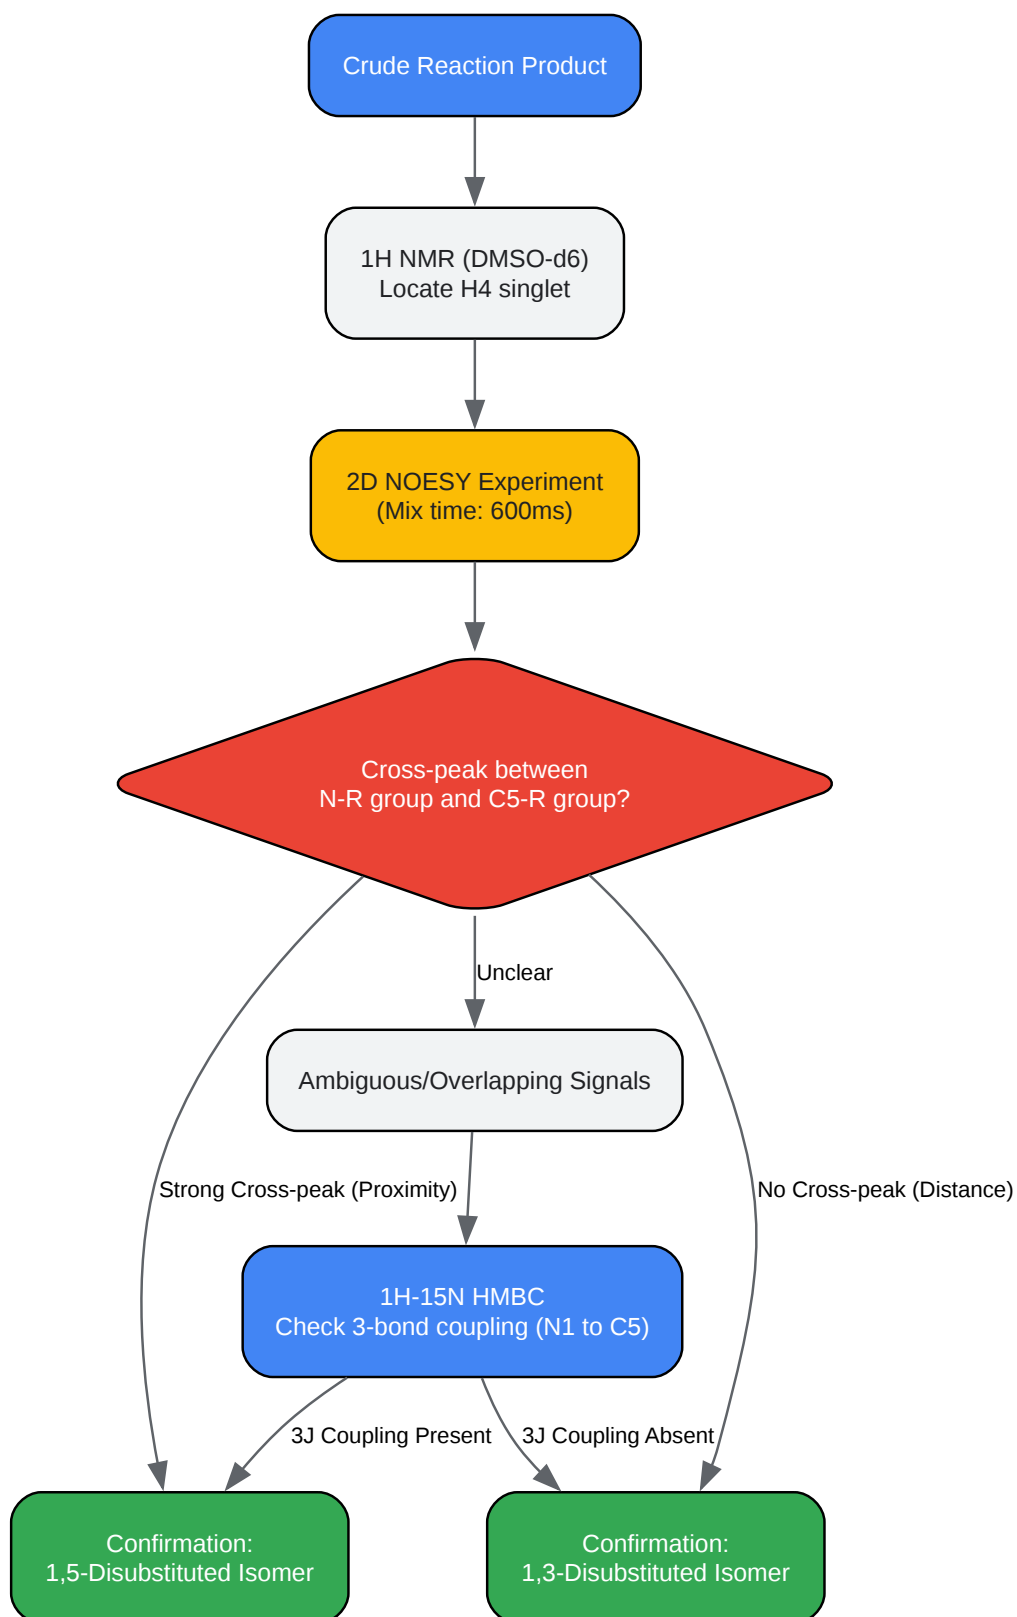 Crude Reaction Product
1H NMR (DMSO-d6)
Locate H4 singlet
2D NOESY Experiment
(Mix time: 600ms)
Cross-peak between
N-R group and C5-R group?
Unclear
Ambiguous/Overlapping Signals
Strong Cross-peak (Proximity)
No Cross-peak (Distance)
1H-15N HMBC
Check 3-bond coupling (N1 to C5)
3J Coupling Present
3J Coupling Absent
Confirmation:
1,5-Disubstituted Isomer
Confirmation:
1,3-Disubstituted Isomer